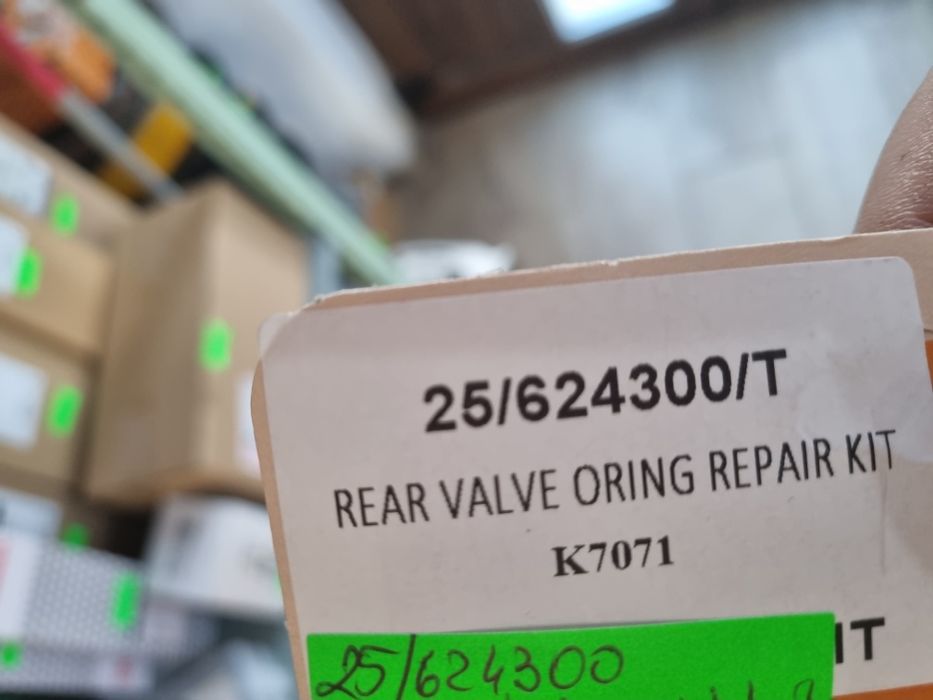 25/624300/T
REAR VALVE ORING REPAIR KIT
K7071
IT
25/624300